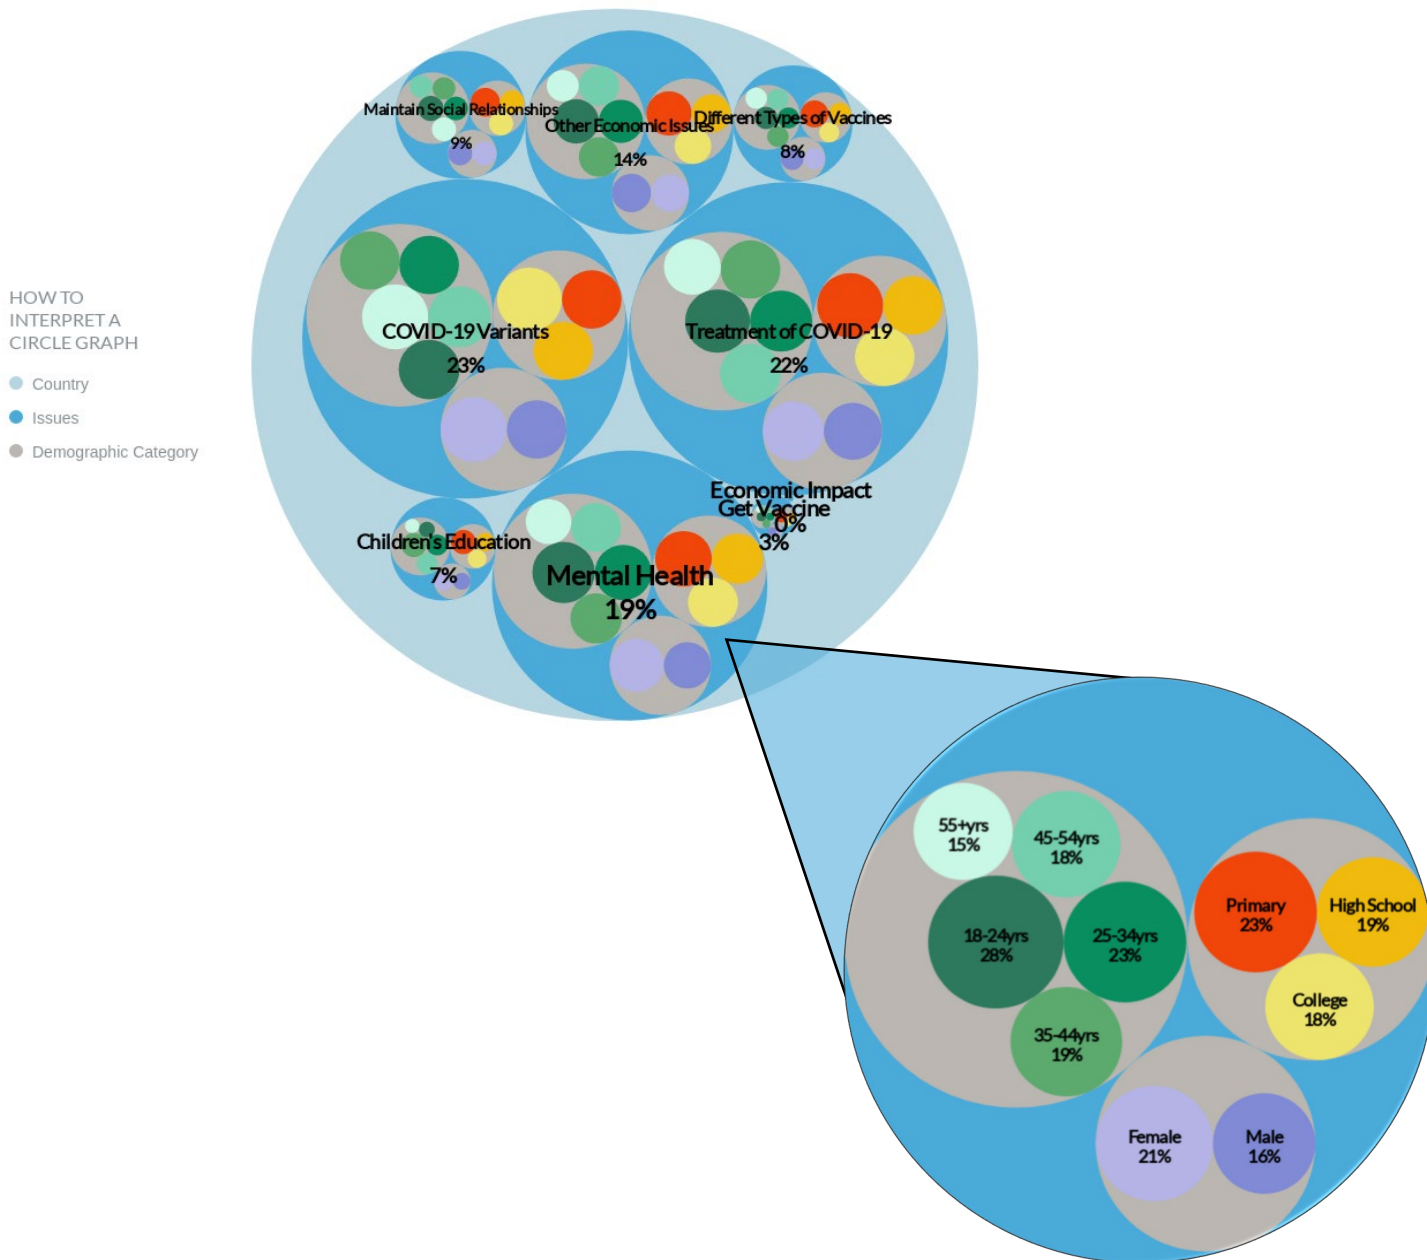 HOW TO
INTERPRET A
CIRCLE GRAPH
Country
Issues
Demographic Category
Maintain Social Relationships
9%
Other Economic Issues
14%
Different Types of Vaccines
8%
COVID-19 Variants
23%
Treatment of COVID-19
22%
Economic Impact
0%
Get Vaccine
3%
Children's Education
7%
Mental Health
19%
55+yrs
15%
45-54yrs
18%
18-24yrs
28%
25-34yrs
23%
35-44yrs
19%
Primary
23%
High School
19%
College
18%
Female
21%
Male
16%